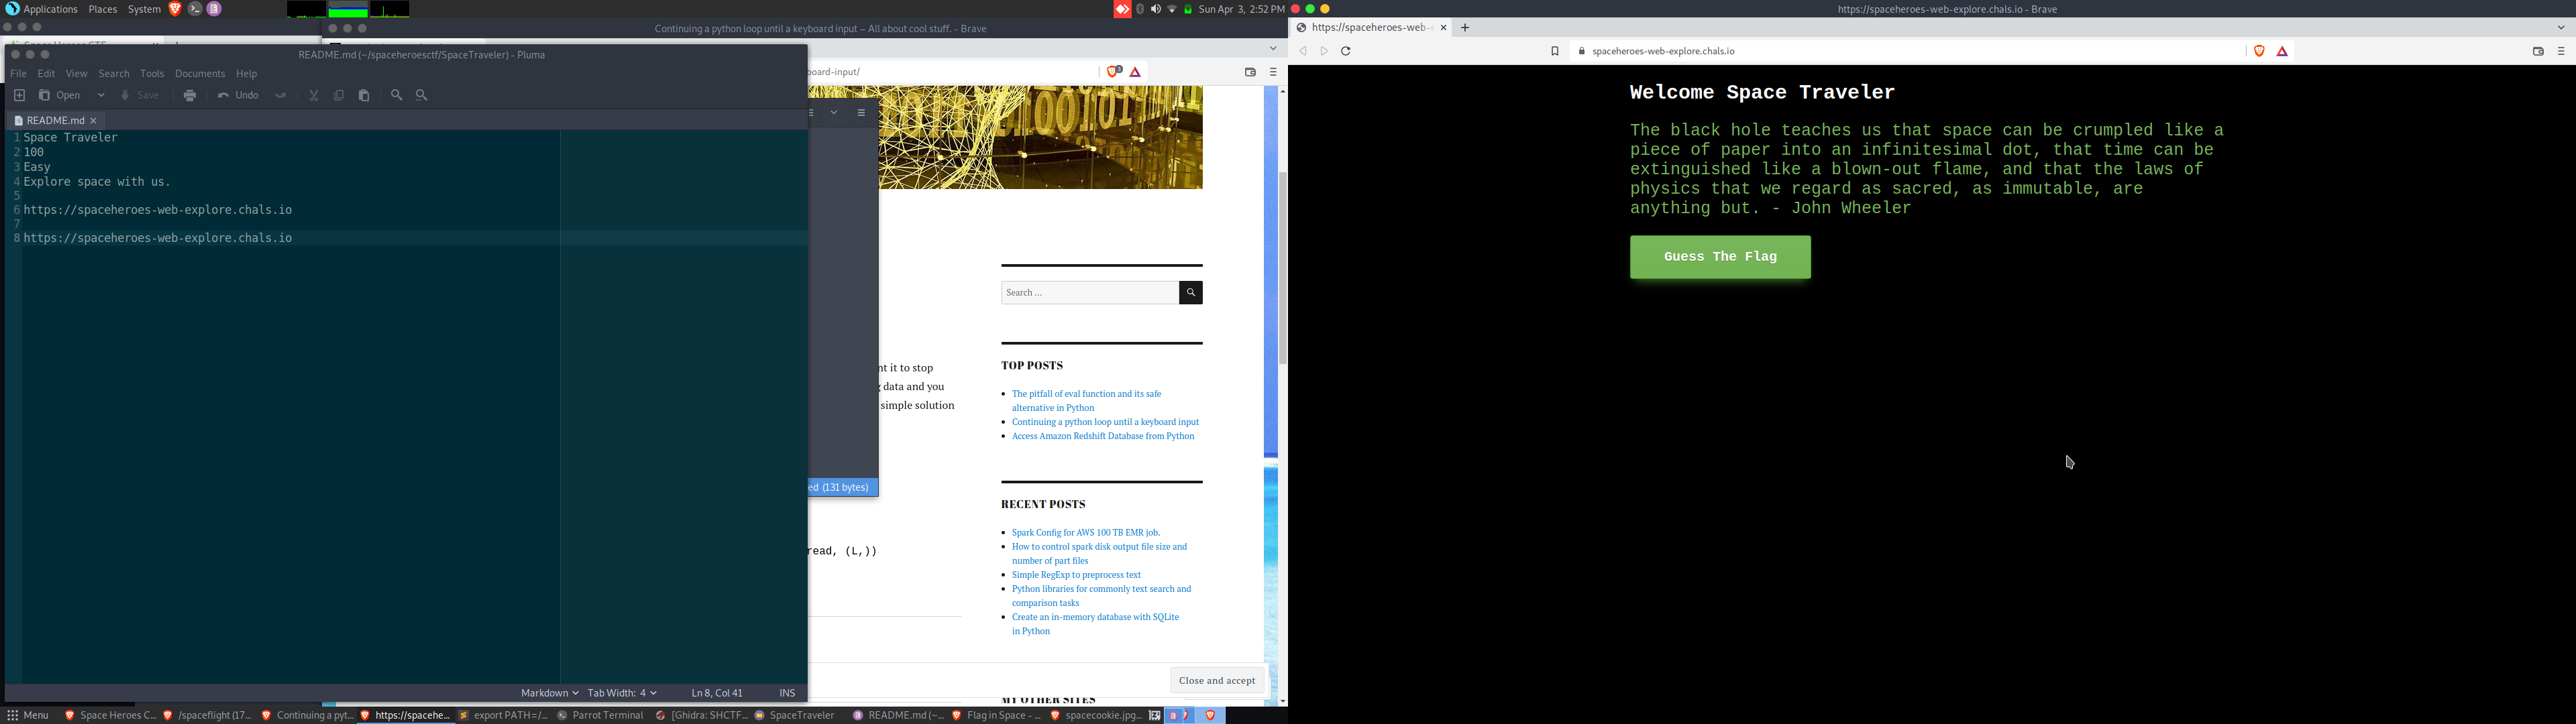 Applications Places System
Sun Apr 3, 2:52 PM
https://spaceheroes-web-explore.chals.io - Brave
Continuing a python loop until a keyboard input – All about cool stuff. - Brave
https://spaceheroes-web-
README.md (~/spaceheroesctf/SpaceTraveler) - Pluma
File Edit View Search Tools Documents Help
Open Save Undo
oard-input/
spaceheroes-web-explore.chals.io
README.md
1 Space Traveler
2 100
3 Easy
4 Explore space with us.
5
6 https://spaceheroes-web-explore.chals.io
7
8 https://spaceheroes-web-explore.chals.io
Markdown Tab Width: 4 Ln 8, Col 41 INS
ed (131 bytes)
nt it to stop
data and you
simple solution
read, (L,))
Search ...
TOP POSTS
The pitfall of eval function and its safe
alternative in Python
Continuing a python loop until a keyboard input
Access Amazon Redshift Database from Python
RECENT POSTS
Spark Config for AWS 100 TB EMR job.
How to control spark disk output file size and
number of part files
Simple RegExp to preprocess text
Python libraries for commonly text search and
comparison tasks
Create an in-memory database with SQLite
in Python
Close and accept
MY OTHER SITES
Welcome Space Traveler
The black hole teaches us that space can be crumpled like a
piece of paper into an infinitesimal dot, that time can be
extinguished like a blown-out flame, and that the laws of
physics that we regard as sacred, as immutable, are
anything but. - John Wheeler
Guess The Flag
Menu Space Heroes C... /spaceflight (17... Continuing a pyt... https://spacehe... export PATH=/... Parrot Terminal [Ghidra: SHCTF... SpaceTraveler README.md (~... Flag in Space - ... spacecookie.jpg...